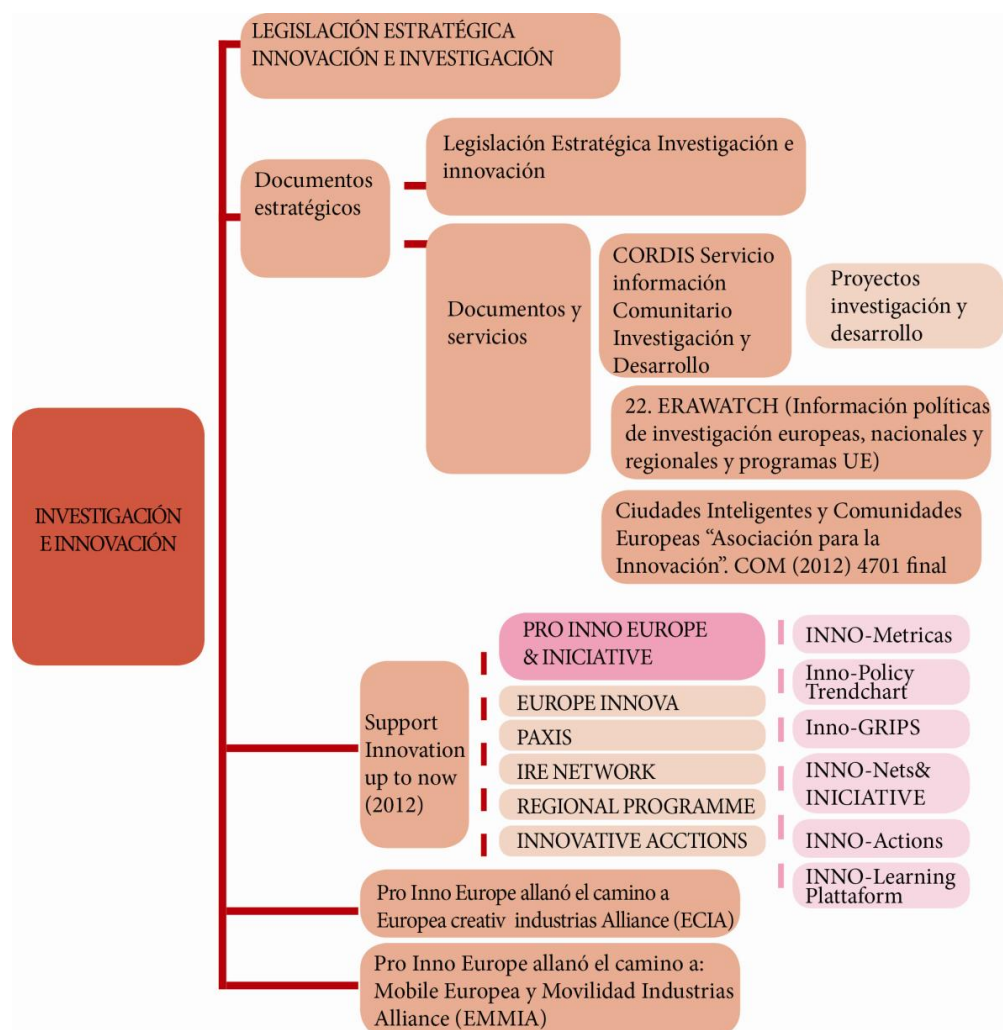 LEGISLACIÓN ESTRATÉGICA
INNOVACIÓN E INVESTIGACIÓN
Documentos
estratégicos
Legislación Estratégica Investigación e
innovación
Documentos y
servicios
CORDIS Servicio
información
Comunitario
Investigación y
Desarrollo
Proyectos
investigación y
desarrollo
22. ERAWATCH (Información políticas
de investigación europeas, nacionales y
regionales y programas UE)
Ciudades Inteligentes y Comunidades
Europeas “Asociación para la
Innovación”. COM (2012) 4701 final
INVESTIGACIÓN
E INNOVACIÓN
Support
Innovation
up to now
(2012)
PRO INNO EUROPE
& INICIATIVE
EUROPE INNOVA
PAXIS
IRE NETWORK
REGIONAL PROGRAMME
INNOVATIVE ACCTIONS
INNO-Metricas
Inno-Policy
Trendchart
Inno-GRIPS
INNO-Nets&
INICIATIVE
INNO-Actions
INNO-Learning
Plattaform
Pro Inno Europe allanó el camino a
Europea creativ industrias Alliance (ECIA)
Pro Inno Europe allanó el camino a:
Mobile Europea y Movilidad Industrias
Alliance (EMMIA)